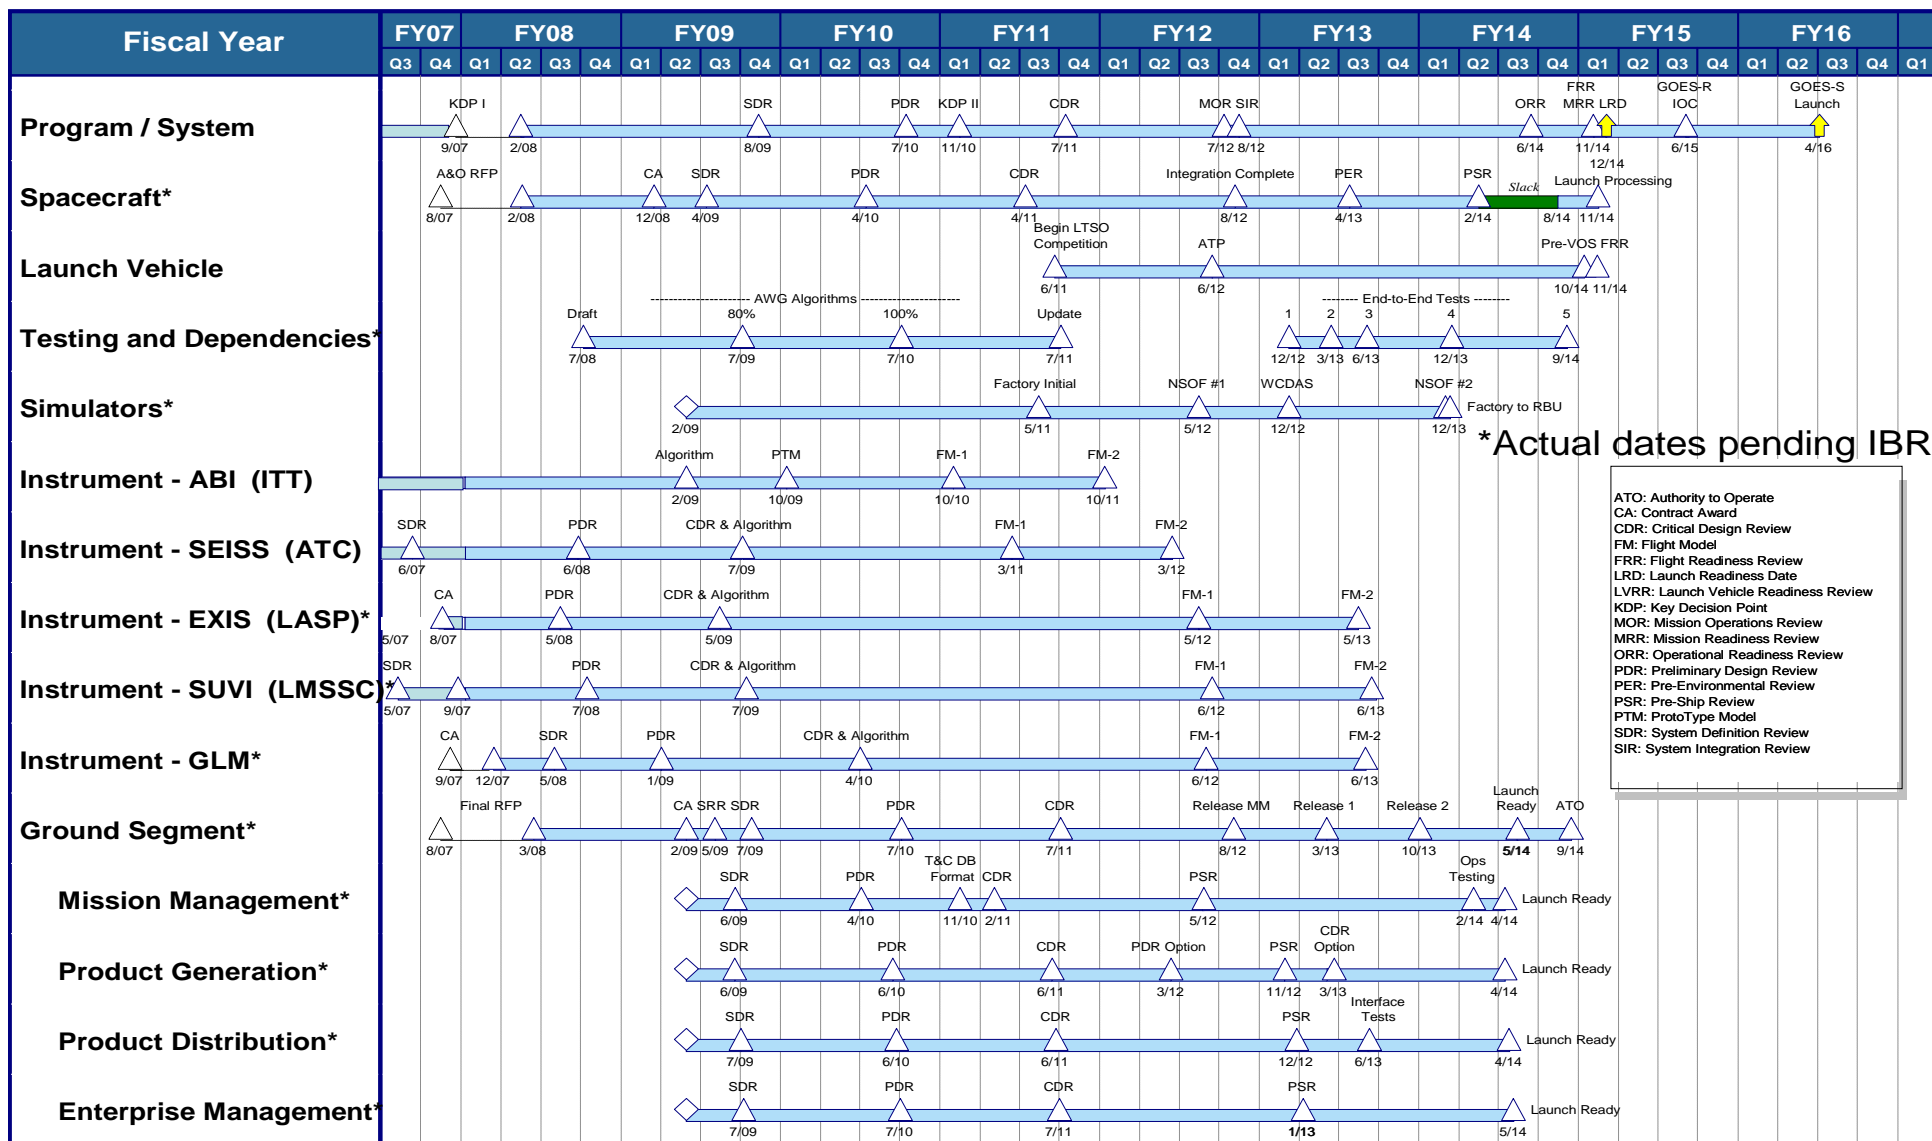 Fiscal Year FY07 FY08 FY09 FY10 FY11 FY12 FY13 FY14 FY15 FY16
Q3 Q4 Q1 Q2 Q3 Q4 Q1 Q2 Q3 Q4 Q1 Q2 Q3 Q4 Q1 Q2 Q3 Q4 Q1 Q2 Q3 Q4 Q1 Q2 Q3 Q4 Q1 Q2 Q3 Q4 Q1 Q2 Q3 Q4 Q1 Q2 Q3 Q4 Q1
FRR GOES-R GOES-S
KDP I SDR PDR KDP II CDR MOR SIR ORR MRR LRD IOC Launch
Program / System
9/07 2/08 8/09 7/10 11/10 7/11 7/12 8/12 6/14 11/14 6/15 4/16
12/14
A&O RFP CA SDR PDR CDR Integration Complete PER PSR Slack Launch Processing
Spacecraft*
8/07 2/08 12/08 4/09 4/10 4/11 8/12 4/13 2/14 8/14 11/14
Begin LTSO
Competition ATP Pre-VOS FRR
Launch Vehicle
6/11 6/12 10/14 11/14
---------------------- AWG Algorithms ---------------------- -------- End-to-End Tests --------
Draft 80% 100% Update 1 2 3 4 5
Testing and Dependencies*
7/08 7/09 7/10 7/11 12/12 3/13 6/13 12/13 9/14
Factory Initial NSOF #1 WCDAS NSOF #2
Simulators* Factory to RBU
2/09 5/11 5/12 12/12 12/13
*Actual dates pending IBR
Algorithm PTM FM-1 FM-2
Instrument - ABI (ITT)
2/09 10/09 10/10 10/11
SDR PDR CDR & Algorithm FM-1 FM-2
Instrument - SEISS (ATC)
6/07 6/08 7/09 3/11 3/12
CA PDR CDR & Algorithm FM-1 FM-2
Instrument - EXIS (LASP)*
5/07 8/07 5/08 5/09 5/12 5/13
SDR PDR CDR & Algorithm FM-1 FM-2
Instrument - SUVI (LMSSC)*
5/07 9/07 7/08 7/09 6/12 6/13
CA SDR PDR CDR & Algorithm FM-1 FM-2
Instrument - GLM*
9/07 12/07 5/08 1/09 4/10 6/12 6/13
ATO: Authority to Operate
CA: Contract Award
CDR: Critical Design Review
FM: Flight Model
FRR: Flight Readiness Review
LRD: Launch Readiness Date
LVRR: Launch Vehicle Readiness Review
KDP: Key Decision Point
MOR: Mission Operations Review
MRR: Mission Readiness Review
ORR: Operational Readiness Review
PDR: Preliminary Design Review
PER: Pre-Environmental Review
PSR: Pre-Ship Review
PTM: ProtoType Model
SDR: System Definition Review
SIR: System Integration Review
Launch
Final RFP CA SRR SDR PDR CDR Release MM Release 1 Release 2 Ready ATO
Ground Segment*
8/07 3/08 2/09 5/09 7/09 7/10 7/11 8/12 3/13 10/13 5/14 9/14
T&C DB Ops
SDR PDR Format CDR PSR Testing
Mission Management* Launch Ready
6/09 4/10 11/10 2/11 5/12 2/14 4/14
CDR
SDR PDR CDR PDR Option PSR Option
Product Generation* Launch Ready
6/09 6/10 6/11 3/12 11/12 3/13 4/14
Interface
SDR PDR CDR PSR Tests
Product Distribution* Launch Ready
7/09 6/10 6/11 12/12 6/13 4/14
SDR PDR CDR PSR
Enterprise Management* Launch Ready
7/09 7/10 7/11 1/13 5/14